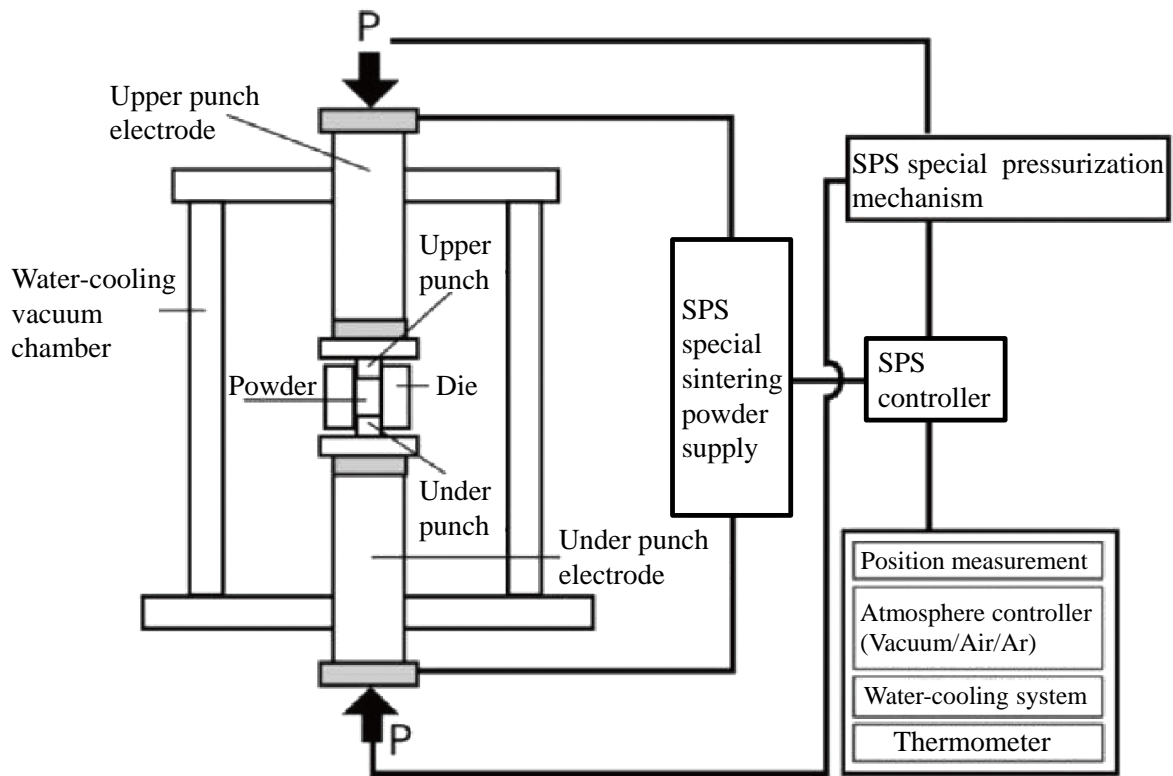 P
Upper punch
electrode
SPS special pressurization
mechanism
Upper
punch
Water-cooling
vacuum
chamber
SPS
special
sintering
powder
supply
SPS
controller
Powder
Die
Under
punch
Under punch
electrode
Position measurement
Atmosphere controller
(Vacuum/Air/Ar)
Water-cooling system
Thermometer
P